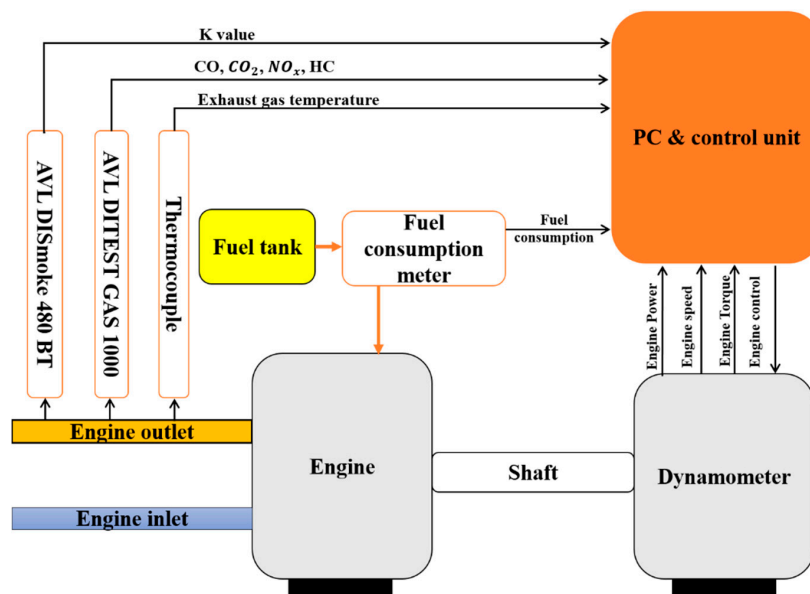 K value
CO, CO₂, NOₓ, HC
Exhaust gas temperature
PC & control unit
AVL DISmoke 480 BT
AVL DITEST GAS 1000
Thermocouple
Fuel tank
Fuel
consumption
meter
Fuel
consumption
Engine Power
Engine speed
Engine Torque
Engine control
Engine outlet
Engine
Shaft
Dynamometer
Engine inlet